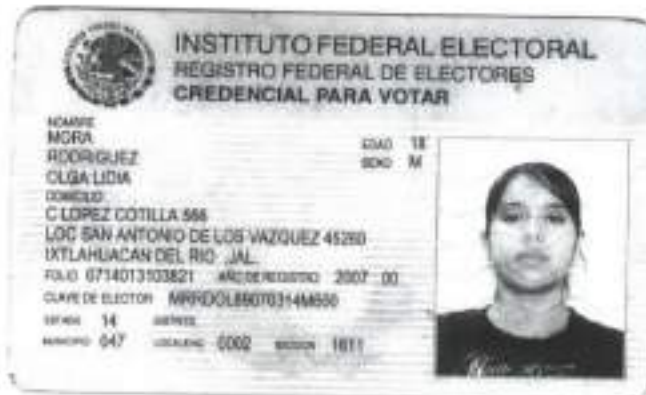 INSTITUTO FEDERAL ELECTORAL
REGISTRO FEDERAL DE ELECTORES
CREDENCIAL PARA VOTAR
NOMBRE
MORA
RODRIGUEZ
OLGA LIDIA
EDAD 18
SEXO M
DOMICILIO
C LOPEZ COTILLA 566
LOC SAN ANTONIO DE LOS VAZQUEZ 45260
IXTLAHUACAN DEL RIO ,JAL.
FOLIO 0714013103821 AÑO DE REGISTRO 2007 00
CLAVE DE ELECTOR
ESTADO 14 DISTRITO
MUNICIPIO 047 LOCALIDAD 0002 SECCION 1611